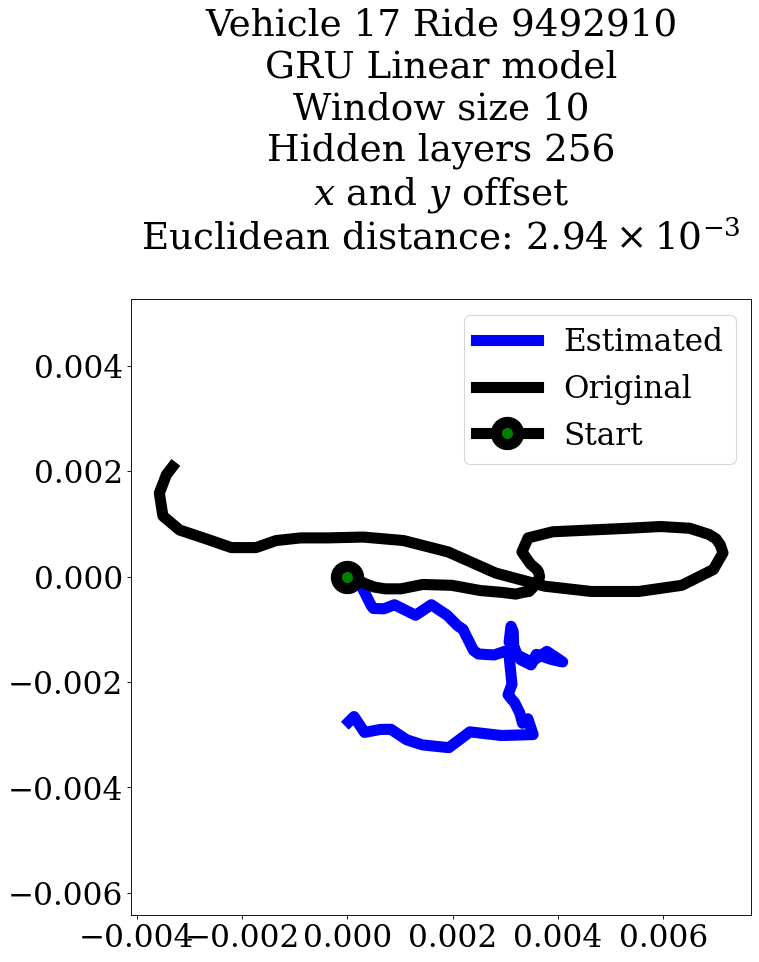 Vehicle 17 Ride 9492910
GRU Linear model
Window size 10
Hidden layers 256
x and y offset
Euclidean distance: 2.94 × 10⁻³
Estimated
Original
Start
0.004
0.002
0.000
−0.002
−0.004
−0.006
−0.004 −0.002 0.000 0.002 0.004 0.006